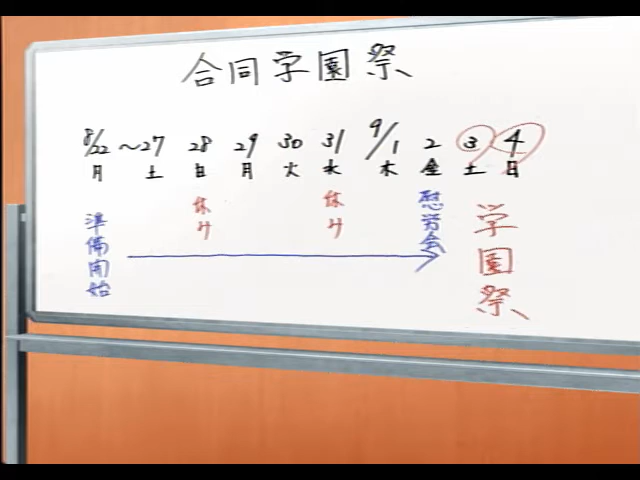 合同学園祭
8/22 〜27 28 29 30 31 9/1 2 3 4
月 土 日 月 火 水 木 金 土 日
準備開始
休み
休み
慰労会
学園祭